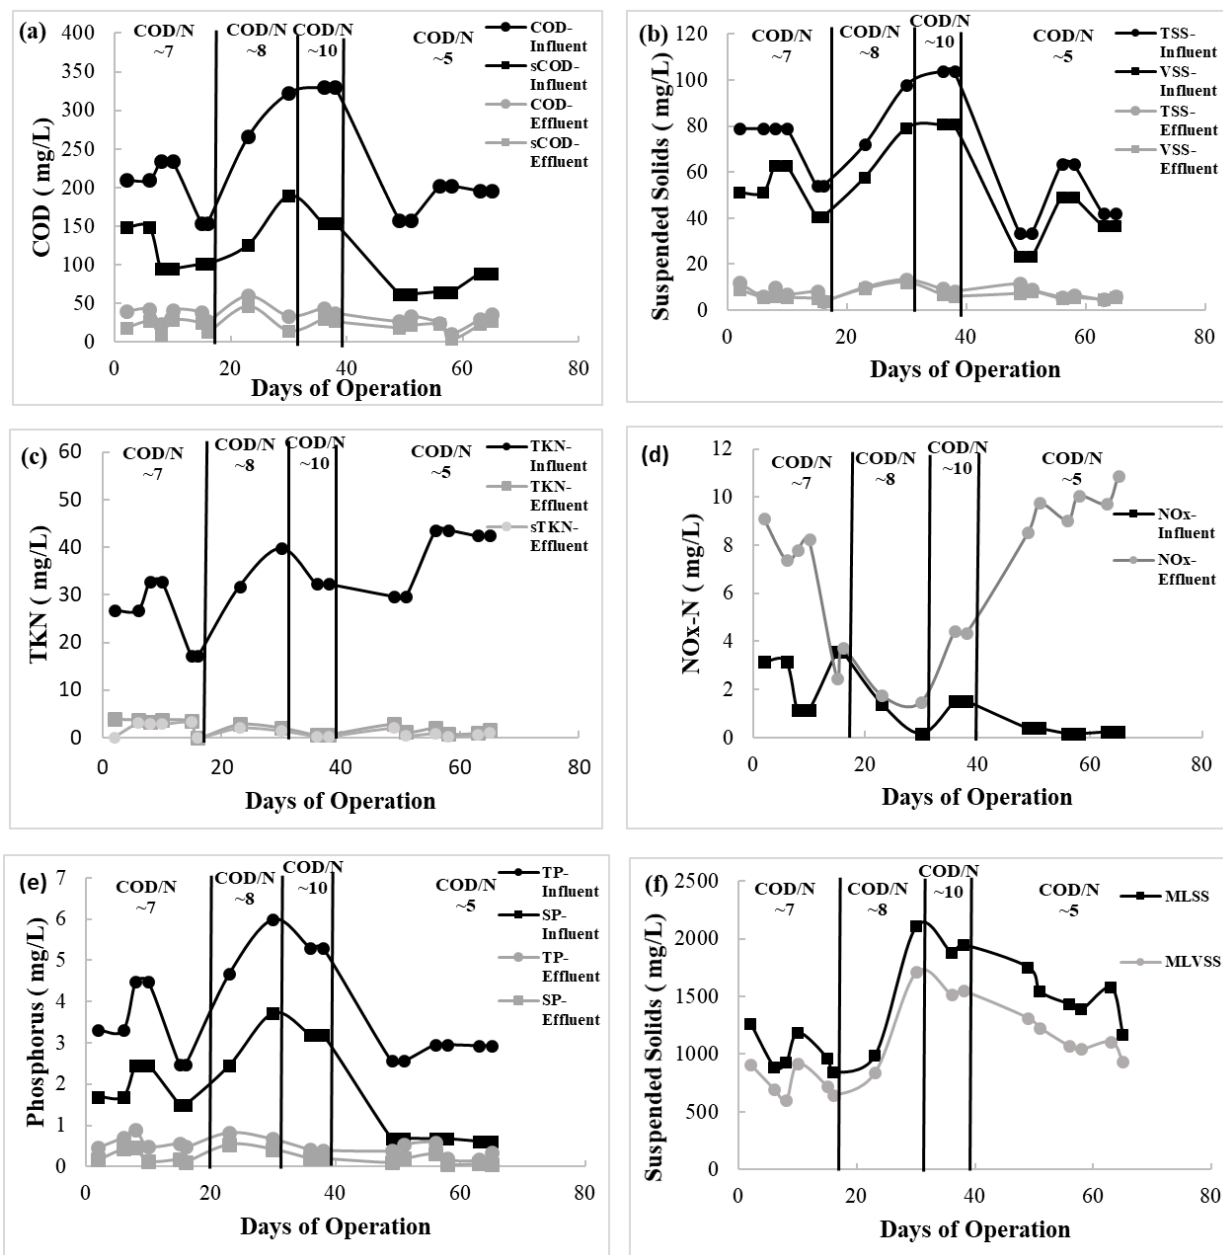 (a)
COD/N
~7
COD/N
~8
COD/N
~10
COD/N
~5
COD-
Influent
sCOD-
Influent
COD-
Effluent
sCOD-
Effluent
400
350
300
250
200
150
100
50
0
COD ( mg/L)
0 20 40 60 80
Days of Operation
(b)
COD/N
~7
COD/N
~8
COD/N
~10
COD/N
~5
TSS-
Influent
VSS-
Influent
TSS-
Effluent
VSS-
Effluent
120
100
80
60
40
20
0
Suspended Solids ( mg/L)
0 20 40 60 80
Days of Operation
(c)
COD/N
~7
COD/N
~8
COD/N
~10
COD/N
~5
TKN-
Influent
TKN-
Effluent
sTKN-
Effluent
60
50
40
30
20
10
0
TKN ( mg/L)
0 20 40 60 80
Days of Operation
(d)
COD/N
~7
COD/N
~8
COD/N
~10
COD/N
~5
NOx-
Influent
NOx-
Effluent
12
10
8
6
4
2
0
NOx-N ( mg/L)
0 20 40 60 80
Days of Operation
(e)
COD/N
~7
COD/N
~8
COD/N
~10
COD/N
~5
TP-
Influent
SP-
Influent
TP-
Effluent
SP-
Effluent
7
6
5
4
3
2
1
0
Phosphorus ( mg/L)
0 20 40 60 80
Days of Operation
(f)
COD/N
~7
COD/N
~8
COD/N
~10
COD/N
~5
MLSS
MLVSS
2500
2000
1500
1000
500
0
Suspended Solids ( mg/L)
0 20 40 60 80
Days of Operation